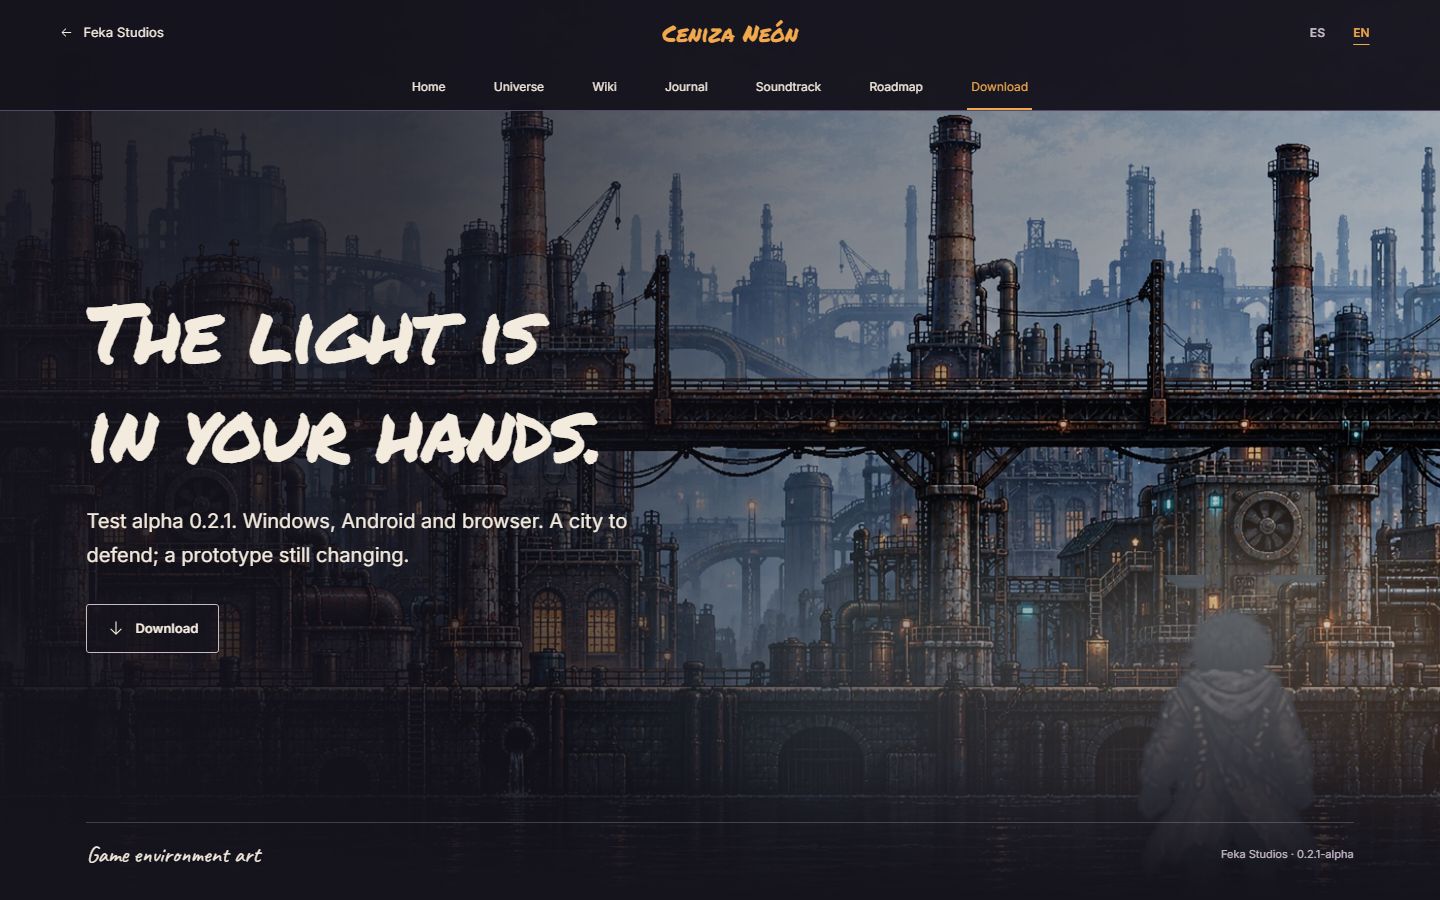 ← Feka Studios
Ceniza Neón
ES EN
Home Universe Wiki Journal Soundtrack Roadmap Download
The light is
in your hands.
Test alpha 0.2.1. Windows, Android and browser. A city to
defend; a prototype still changing.
↓ Download
Game environment art
Feka Studios · 0.2.1-alpha